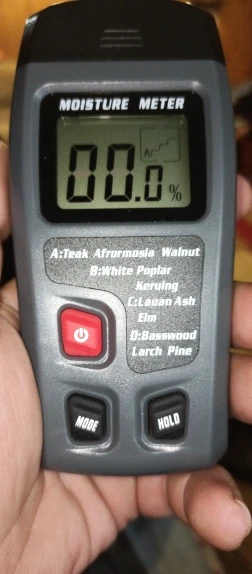 MOISTURE METER
A
00.0 %
A:Teak Afrormosia Walnut
B:White Poplar
Keruing
C:Lauan Ash
Elm
D:Basswood
Larch Pine
MODE
HOLD